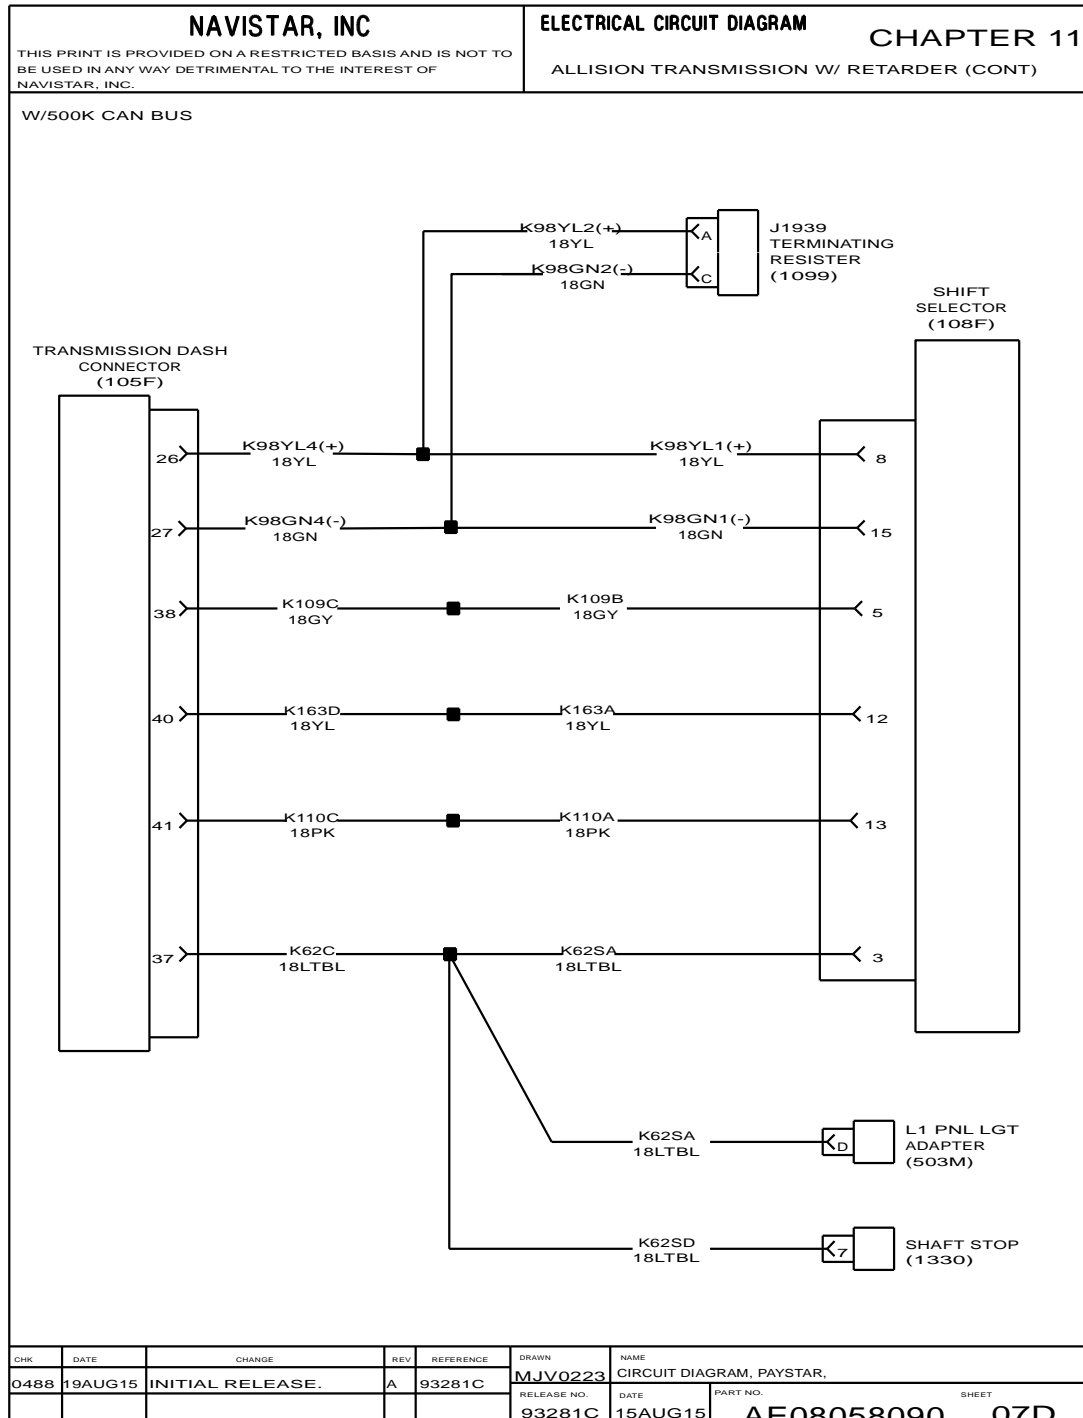 NAVISTAR, INC
THIS PRINT IS PROVIDED ON A RESTRICTED BASIS AND IS NOT TO
BE USED IN ANY WAY DETRIMENTAL TO THE INTEREST OF
NAVISTAR, INC.
ELECTRICAL CIRCUIT DIAGRAM
CHAPTER 11
ALLISION TRANSMISSION W/ RETARDER (CONT)
W/500K CAN BUS
K98YL2(+)
18YL
A
K98GN2(-)
18GN
C
J1939
TERMINATING
RESISTER
(1099)
SHIFT
SELECTOR
(108F)
TRANSMISSION DASH
CONNECTOR
(105F)
26
K98YL4(+)
18YL
K98YL1(+)
18YL
8
27
K98GN4(-)
18GN
K98GN1(-)
18GN
15
38
K109C
18GY
K109B
18GY
5
40
K163D
18YL
K163A
18YL
12
41
K110C
18PK
K110A
18PK
13
37
K62C
18LTBL
K62SA
18LTBL
3
K62SA
18LTBL
D
L1 PNL LGT
ADAPTER
(503M)
K62SD
18LTBL
7
SHAFT STOP
(1330)
CHK DATE CHANGE REV REFERENCE
0488 19AUG15 INITIAL RELEASE. A 93281C
DRAWN NAME
MJV0223 CIRCUIT DIAGRAM, PAYSTAR,
RELEASE NO. DATE PART NO. SHEET
93281C 15AUG15 AE08058090 07D